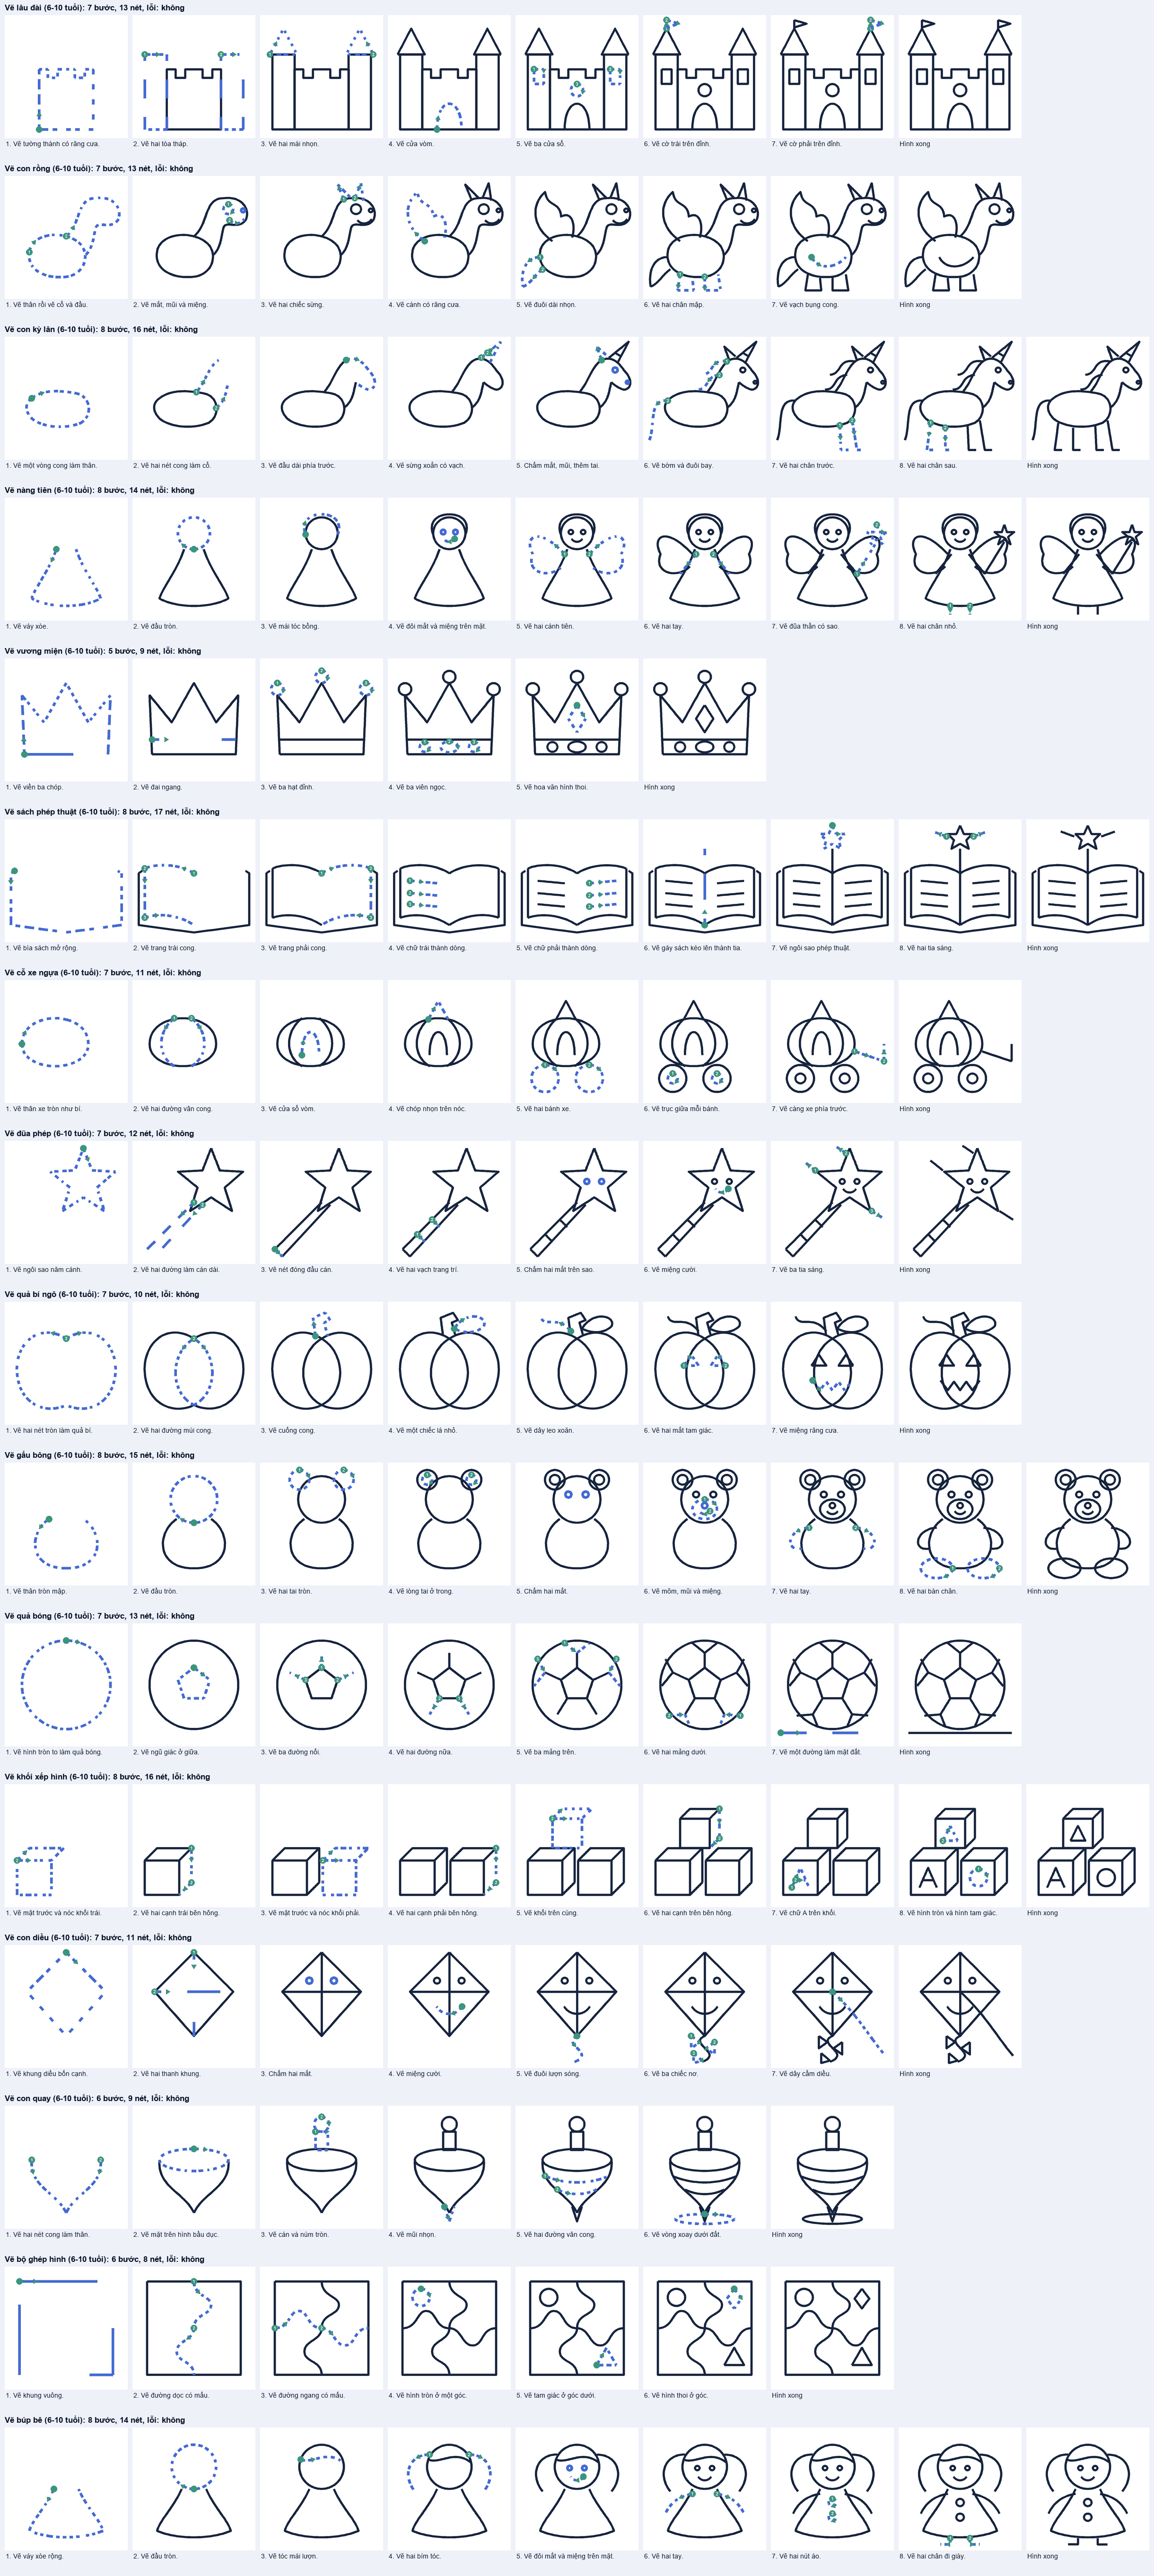 Vẽ lâu đài (6-10 tuổi): 7 bước, 13 nét, lỗi: không
1. Vẽ tường thành có răng cưa. 2. Vẽ hai tòa tháp. 3. Vẽ hai mái nhọn. 4. Vẽ cửa vòm. 5. Vẽ ba cửa sổ. 6. Vẽ cờ trái trên đỉnh. 7. Vẽ cờ phải trên đỉnh. Hình xong
Vẽ con rồng (6-10 tuổi): 7 bước, 13 nét, lỗi: không
1. Vẽ thân rồi vẽ cổ và đầu. 2. Vẽ mắt, mũi và miệng. 3. Vẽ hai chiếc sừng. 4. Vẽ cánh có răng cưa. 5. Vẽ đuôi dài nhọn. 6. Vẽ hai chân mập. 7. Vẽ vạch bụng cong. Hình xong
Vẽ con kỳ lân (6-10 tuổi): 8 bước, 16 nét, lỗi: không
1. Vẽ một vòng cong làm thân. 2. Vẽ hai nét cong làm cổ. 3. Vẽ đầu dài phía trước. 4. Vẽ sừng xoắn có vạch. 5. Chấm mắt, mũi, thêm tai. 6. Vẽ bờm và đuôi bay. 7. Vẽ hai chân trước. 8. Vẽ hai chân sau. Hình xong
Vẽ nàng tiên (6-10 tuổi): 8 bước, 14 nét, lỗi: không
1. Vẽ váy xòe. 2. Vẽ đầu tròn. 3. Vẽ mái tóc bồng. 4. Vẽ đôi mắt và miệng trên mặt. 5. Vẽ hai cánh tiên. 6. Vẽ hai tay. 7. Vẽ đũa thần có sao. 8. Vẽ hai chân nhỏ. Hình xong
Vẽ vương miện (6-10 tuổi): 5 bước, 9 nét, lỗi: không
1. Vẽ viền ba chóp. 2. Vẽ đai ngang. 3. Vẽ ba hạt đỉnh. 4. Vẽ ba viên ngọc. 5. Vẽ hoa văn hình thoi. Hình xong
Vẽ sách phép thuật (6-10 tuổi): 8 bước, 17 nét, lỗi: không
1. Vẽ bìa sách mở rộng. 2. Vẽ trang trái cong. 3. Vẽ trang phải cong. 4. Vẽ chữ trái thành dòng. 5. Vẽ chữ phải thành dòng. 6. Vẽ gáy sách kéo lên thành tia. 7. Vẽ ngôi sao phép thuật. 8. Vẽ hai tia sáng. Hình xong
Vẽ cỗ xe ngựa (6-10 tuổi): 7 bước, 11 nét, lỗi: không
1. Vẽ thân xe tròn như bí. 2. Vẽ hai đường vân cong. 3. Vẽ cửa sổ vòm. 4. Vẽ chóp nhọn trên nóc. 5. Vẽ hai bánh xe. 6. Vẽ trục giữa mỗi bánh. 7. Vẽ càng xe phía trước. Hình xong
Vẽ đũa phép (6-10 tuổi): 7 bước, 12 nét, lỗi: không
1. Vẽ ngôi sao năm cánh. 2. Vẽ hai đường làm cán dài. 3. Vẽ nét đóng đầu cán. 4. Vẽ hai vạch trang trí. 5. Chấm hai mắt trên sao. 6. Vẽ miệng cười. 7. Vẽ ba tia sáng. Hình xong
Vẽ quả bí ngô (6-10 tuổi): 7 bước, 10 nét, lỗi: không
1. Vẽ hai nét tròn làm quả bí. 2. Vẽ hai đường múi cong. 3. Vẽ cuống cong. 4. Vẽ một chiếc lá nhỏ. 5. Vẽ dây leo xoăn. 6. Vẽ hai mắt tam giác. 7. Vẽ miệng răng cưa. Hình xong
Vẽ gấu bông (6-10 tuổi): 8 bước, 15 nét, lỗi: không
1. Vẽ thân tròn mập. 2. Vẽ đầu tròn. 3. Vẽ hai tai tròn. 4. Vẽ lòng tai ở trong. 5. Chấm hai mắt. 6. Vẽ mõm, mũi và miệng. 7. Vẽ hai tay. 8. Vẽ hai bàn chân. Hình xong
Vẽ quả bóng (6-10 tuổi): 7 bước, 13 nét, lỗi: không
1. Vẽ hình tròn to làm quả bóng. 2. Vẽ ngũ giác ở giữa. 3. Vẽ ba đường nối. 4. Vẽ hai đường nữa. 5. Vẽ ba mảng trên. 6. Vẽ hai mảng dưới. 7. Vẽ một đường làm mặt đất. Hình xong
Vẽ khối xếp hình (6-10 tuổi): 8 bước, 16 nét, lỗi: không
A A A
1. Vẽ mặt trước và nóc khối trái. 2. Vẽ hai cạnh trái bên hông. 3. Vẽ mặt trước và nóc khối phải. 4. Vẽ hai cạnh phải bên hông. 5. Vẽ khối trên cùng. 6. Vẽ hai cạnh trên bên hông. 7. Vẽ chữ A trên khối. 8. Vẽ hình tròn và hình tam giác. Hình xong
Vẽ con diều (6-10 tuổi): 7 bước, 11 nét, lỗi: không
1. Vẽ khung diều bốn cạnh. 2. Vẽ hai thanh khung. 3. Chấm hai mắt. 4. Vẽ miệng cười. 5. Vẽ đuôi lượn sóng. 6. Vẽ ba chiếc nơ. 7. Vẽ dây cầm diều. Hình xong
Vẽ con quay (6-10 tuổi): 6 bước, 9 nét, lỗi: không
1. Vẽ hai nét cong làm thân. 2. Vẽ mặt trên hình bầu dục. 3. Vẽ cán và núm tròn. 4. Vẽ mũi nhọn. 5. Vẽ hai đường vân cong. 6. Vẽ vòng xoay dưới đất. Hình xong
Vẽ bộ ghép hình (6-10 tuổi): 6 bước, 8 nét, lỗi: không
1. Vẽ khung vuông. 2. Vẽ đường dọc có mấu. 3. Vẽ đường ngang có mấu. 4. Vẽ hình tròn ở một góc. 5. Vẽ tam giác ở góc dưới. 6. Vẽ hình thoi ở góc. Hình xong
Vẽ búp bê (6-10 tuổi): 8 bước, 14 nét, lỗi: không
1. Vẽ váy xòe rộng. 2. Vẽ đầu tròn. 3. Vẽ tóc mái lượn. 4. Vẽ hai bím tóc. 5. Vẽ đôi mắt và miệng trên mặt. 6. Vẽ hai tay. 7. Vẽ hai nút áo. 8. Vẽ hai chân đi giày. Hình xong